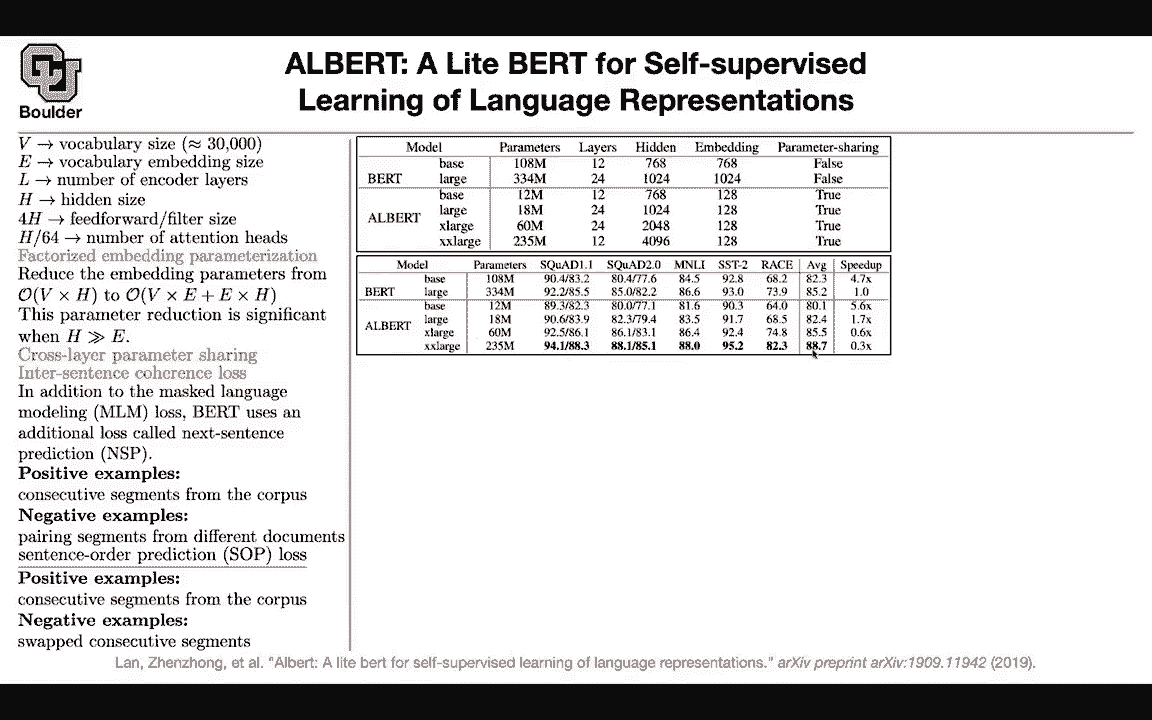 Boulder
ALBERT: A Lite BERT for Self-supervised
Learning of Language Representations
V → vocabulary size (≈ 30,000)
E → vocabulary embedding size
L → number of encoder layers
H → hidden size
4H → feedforward/filter size
H/64 → number of attention heads
Factorized embedding parameterization
Reduce the embedding parameters from
O(V × H) to O(V × E + E × H)
This parameter reduction is significant
when H ≫ E.
Cross-layer parameter sharing
Inter-sentence coherence loss
In addition to the masked language
modeling (MLM) loss, BERT uses an
additional loss called next-sentence
prediction (NSP).
Positive examples:
consecutive segments from the corpus
Negative examples:
pairing segments from different documents
sentence-order prediction (SOP) loss
Positive examples:
consecutive segments from the corpus
Negative examples:
swapped consecutive segments
Model Parameters Layers Hidden Embedding Parameter-sharing
BERT base 108M 12 768 768 False
large 334M 24 1024 1024 False
ALBERT base 12M 12 768 128 True
large 18M 24 1024 128 True
xlarge 60M 24 2048 128 True
xxlarge 235M 12 4096 128 True
Model Parameters SQuAD1.1 SQuAD2.0 MNLI SST-2 RACE Avg Speedup
BERT base 108M 90.4/83.2 80.4/77.6 84.5 92.8 68.2 82.3 4.7x
large 334M 92.2/85.5 85.0/82.2 86.6 93.0 73.9 85.2 1.0
ALBERT base 12M 89.3/82.3 80.0/77.1 81.6 90.3 64.0 80.1 5.6x
large 18M 90.6/83.9 82.3/79.4 83.5 91.7 68.5 82.4 1.7x
xlarge 60M 92.5/86.1 86.1/83.1 86.4 92.4 74.8 85.5 0.6x
xxlarge 235M 94.1/88.3 88.1/85.1 88.0 95.2 82.3 88.7 0.3x
Lan, Zhenzhong, et al. "Albert: A lite bert for self-supervised learning of language representations." arXiv preprint arXiv:1909.11942 (2019).